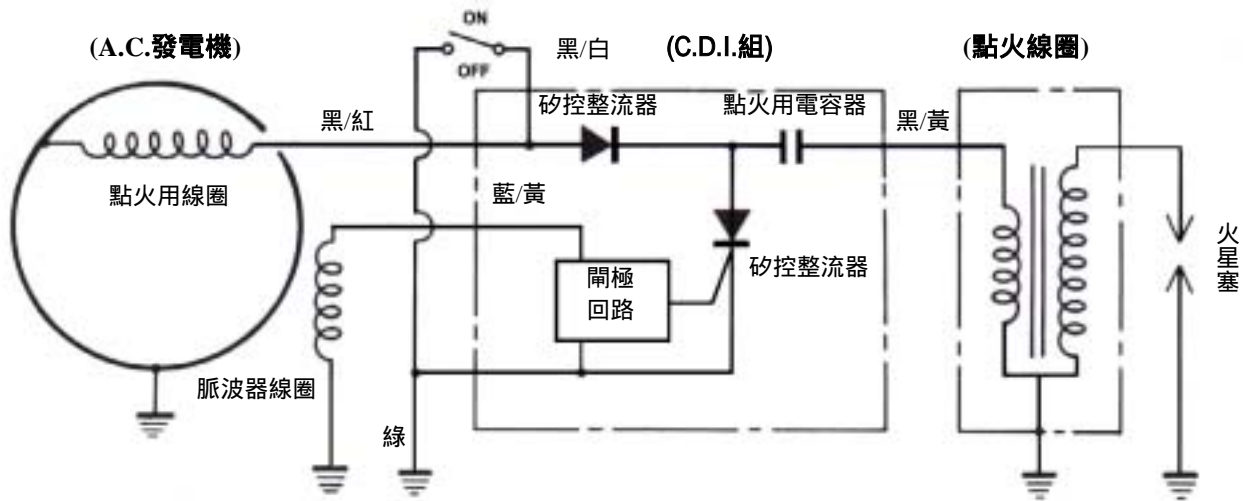 ON
(A.C.發電機)
黑/白
(C.D.I.組)
(點火線圈)
OFF
矽控整流器
點火用電容器
黑/紅
黑/黃
點火用線圈
藍/黃
火星塞
矽控整流器
閘極
回路
脈波器線圈
綠